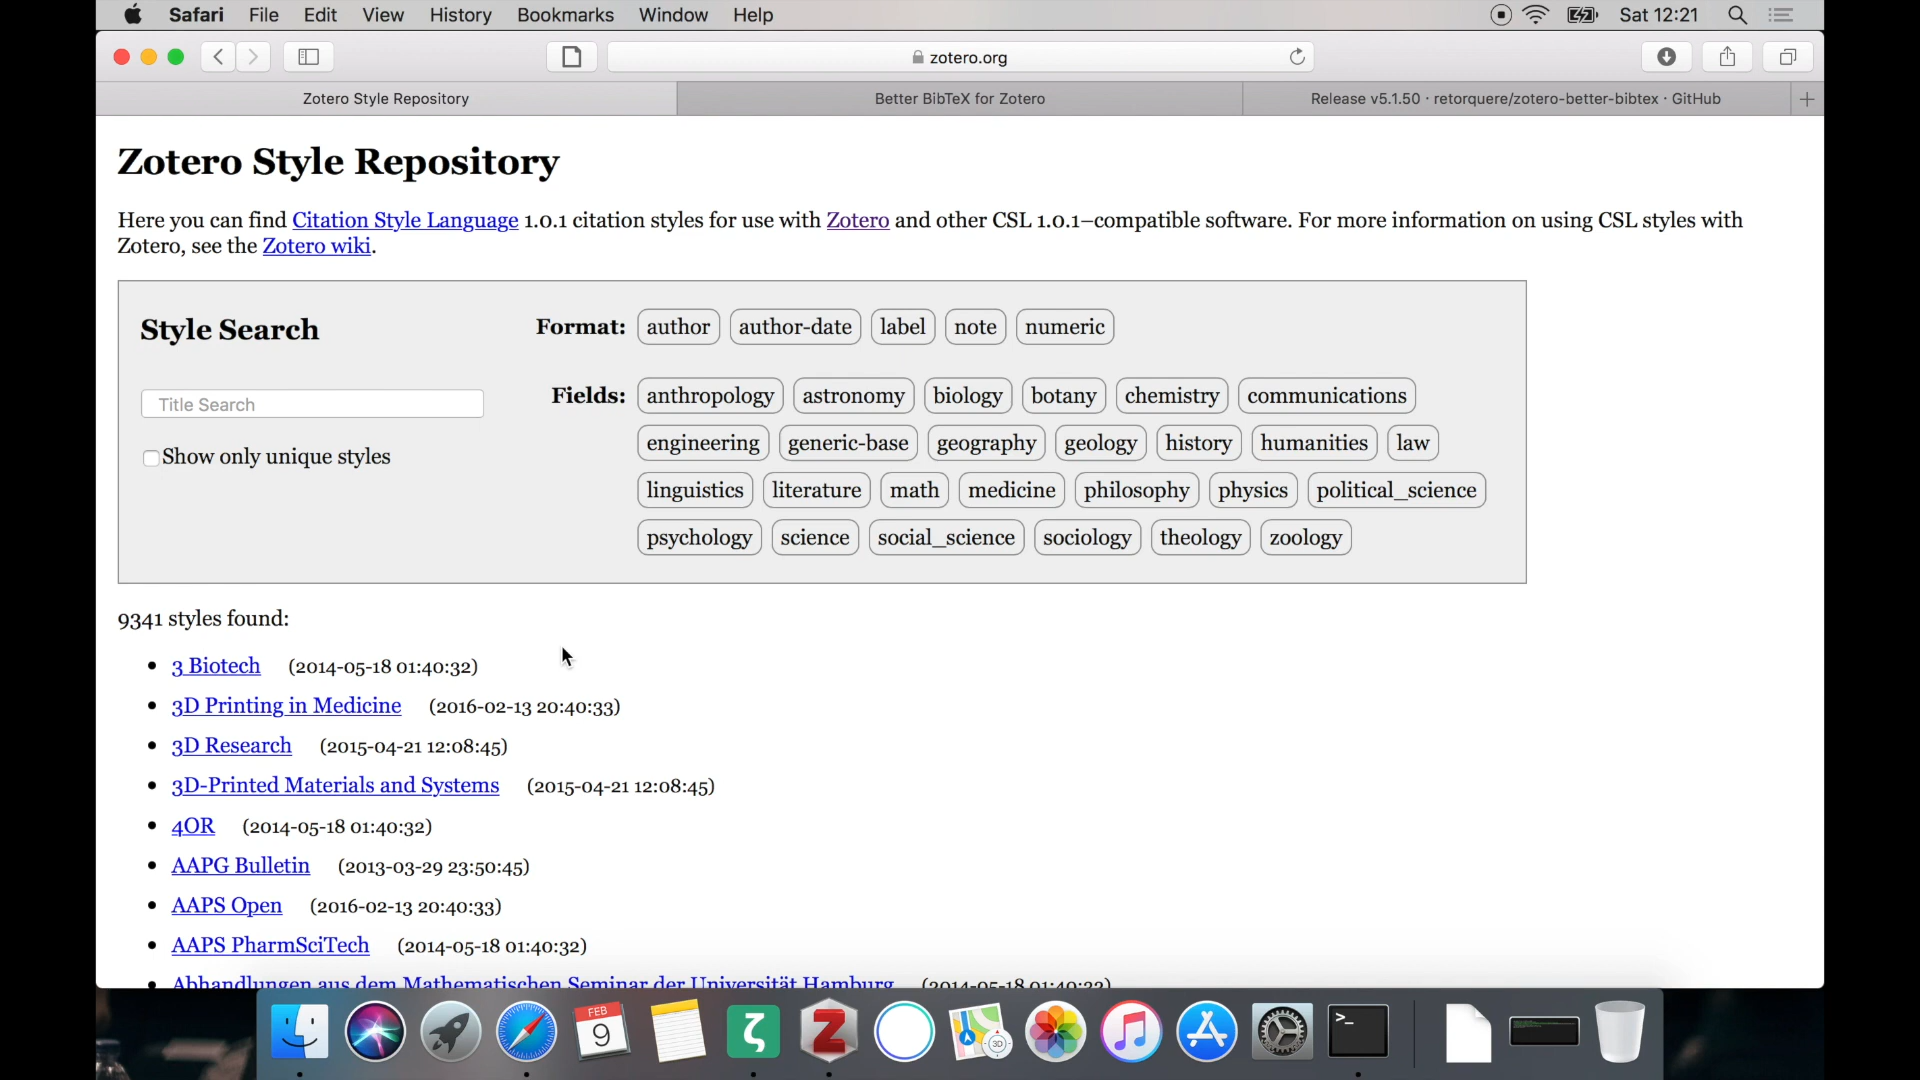 Safari File Edit View History Bookmarks Window Help Sat 12:21
zotero.org
Zotero Style Repository Better BibTeX for Zotero Release v5.1.50 · retorquere/zotero-better-bibtex · GitHub
Zotero Style Repository
Here you can find Citation Style Language 1.0.1 citation styles for use with Zotero and other CSL 1.0.1–compatible software. For more information on using CSL styles with
Zotero, see the Zotero wiki.
Style Search
Title Search
Show only unique styles
Format: author author-date label note numeric
Fields: anthropology astronomy biology botany chemistry communications
engineering generic-base geography geology history humanities law
linguistics literature math medicine philosophy physics political_science
psychology science social_science sociology theology zoology
9341 styles found:
• 3 Biotech (2014-05-18 01:40:32)
• 3D Printing in Medicine (2016-02-13 20:40:33)
• 3D Research (2015-04-21 12:08:45)
• 3D-Printed Materials and Systems (2015-04-21 12:08:45)
• 4OR (2014-05-18 01:40:32)
• AAPG Bulletin (2013-03-29 23:50:45)
• AAPS Open (2016-02-13 20:40:33)
• AAPS PharmSciTech (2014-05-18 01:40:32)
• Abhandlungen aus dem Mathematischen Seminar der Universität Hamburg (2014-05-18 01:40:32)
FEB
9
ζ
Z
3D
>_